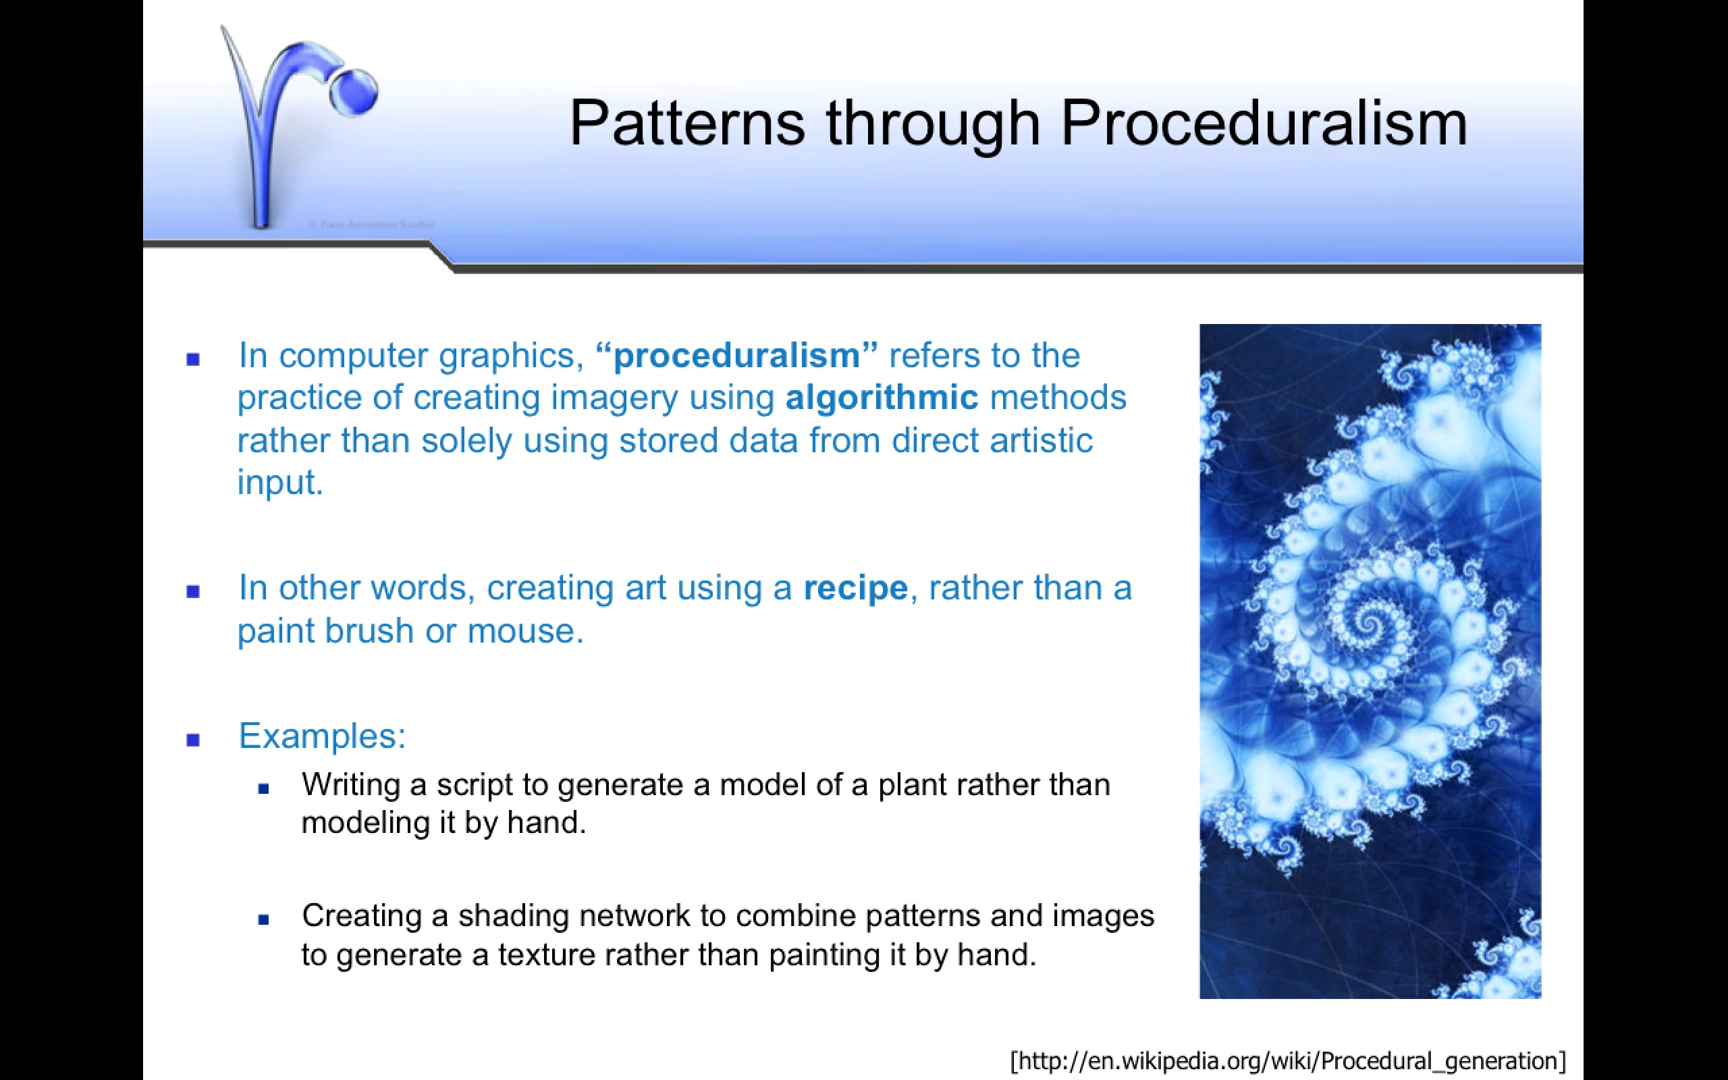 © Pixar Animation Studios
Patterns through Proceduralism
In computer graphics, “proceduralism” refers to the
practice of creating imagery using algorithmic methods
rather than solely using stored data from direct artistic
input.
In other words, creating art using a recipe, rather than a
paint brush or mouse.
Examples:
Writing a script to generate a model of a plant rather than
modeling it by hand.
Creating a shading network to combine patterns and images
to generate a texture rather than painting it by hand.
[http://en.wikipedia.org/wiki/Procedural_generation]